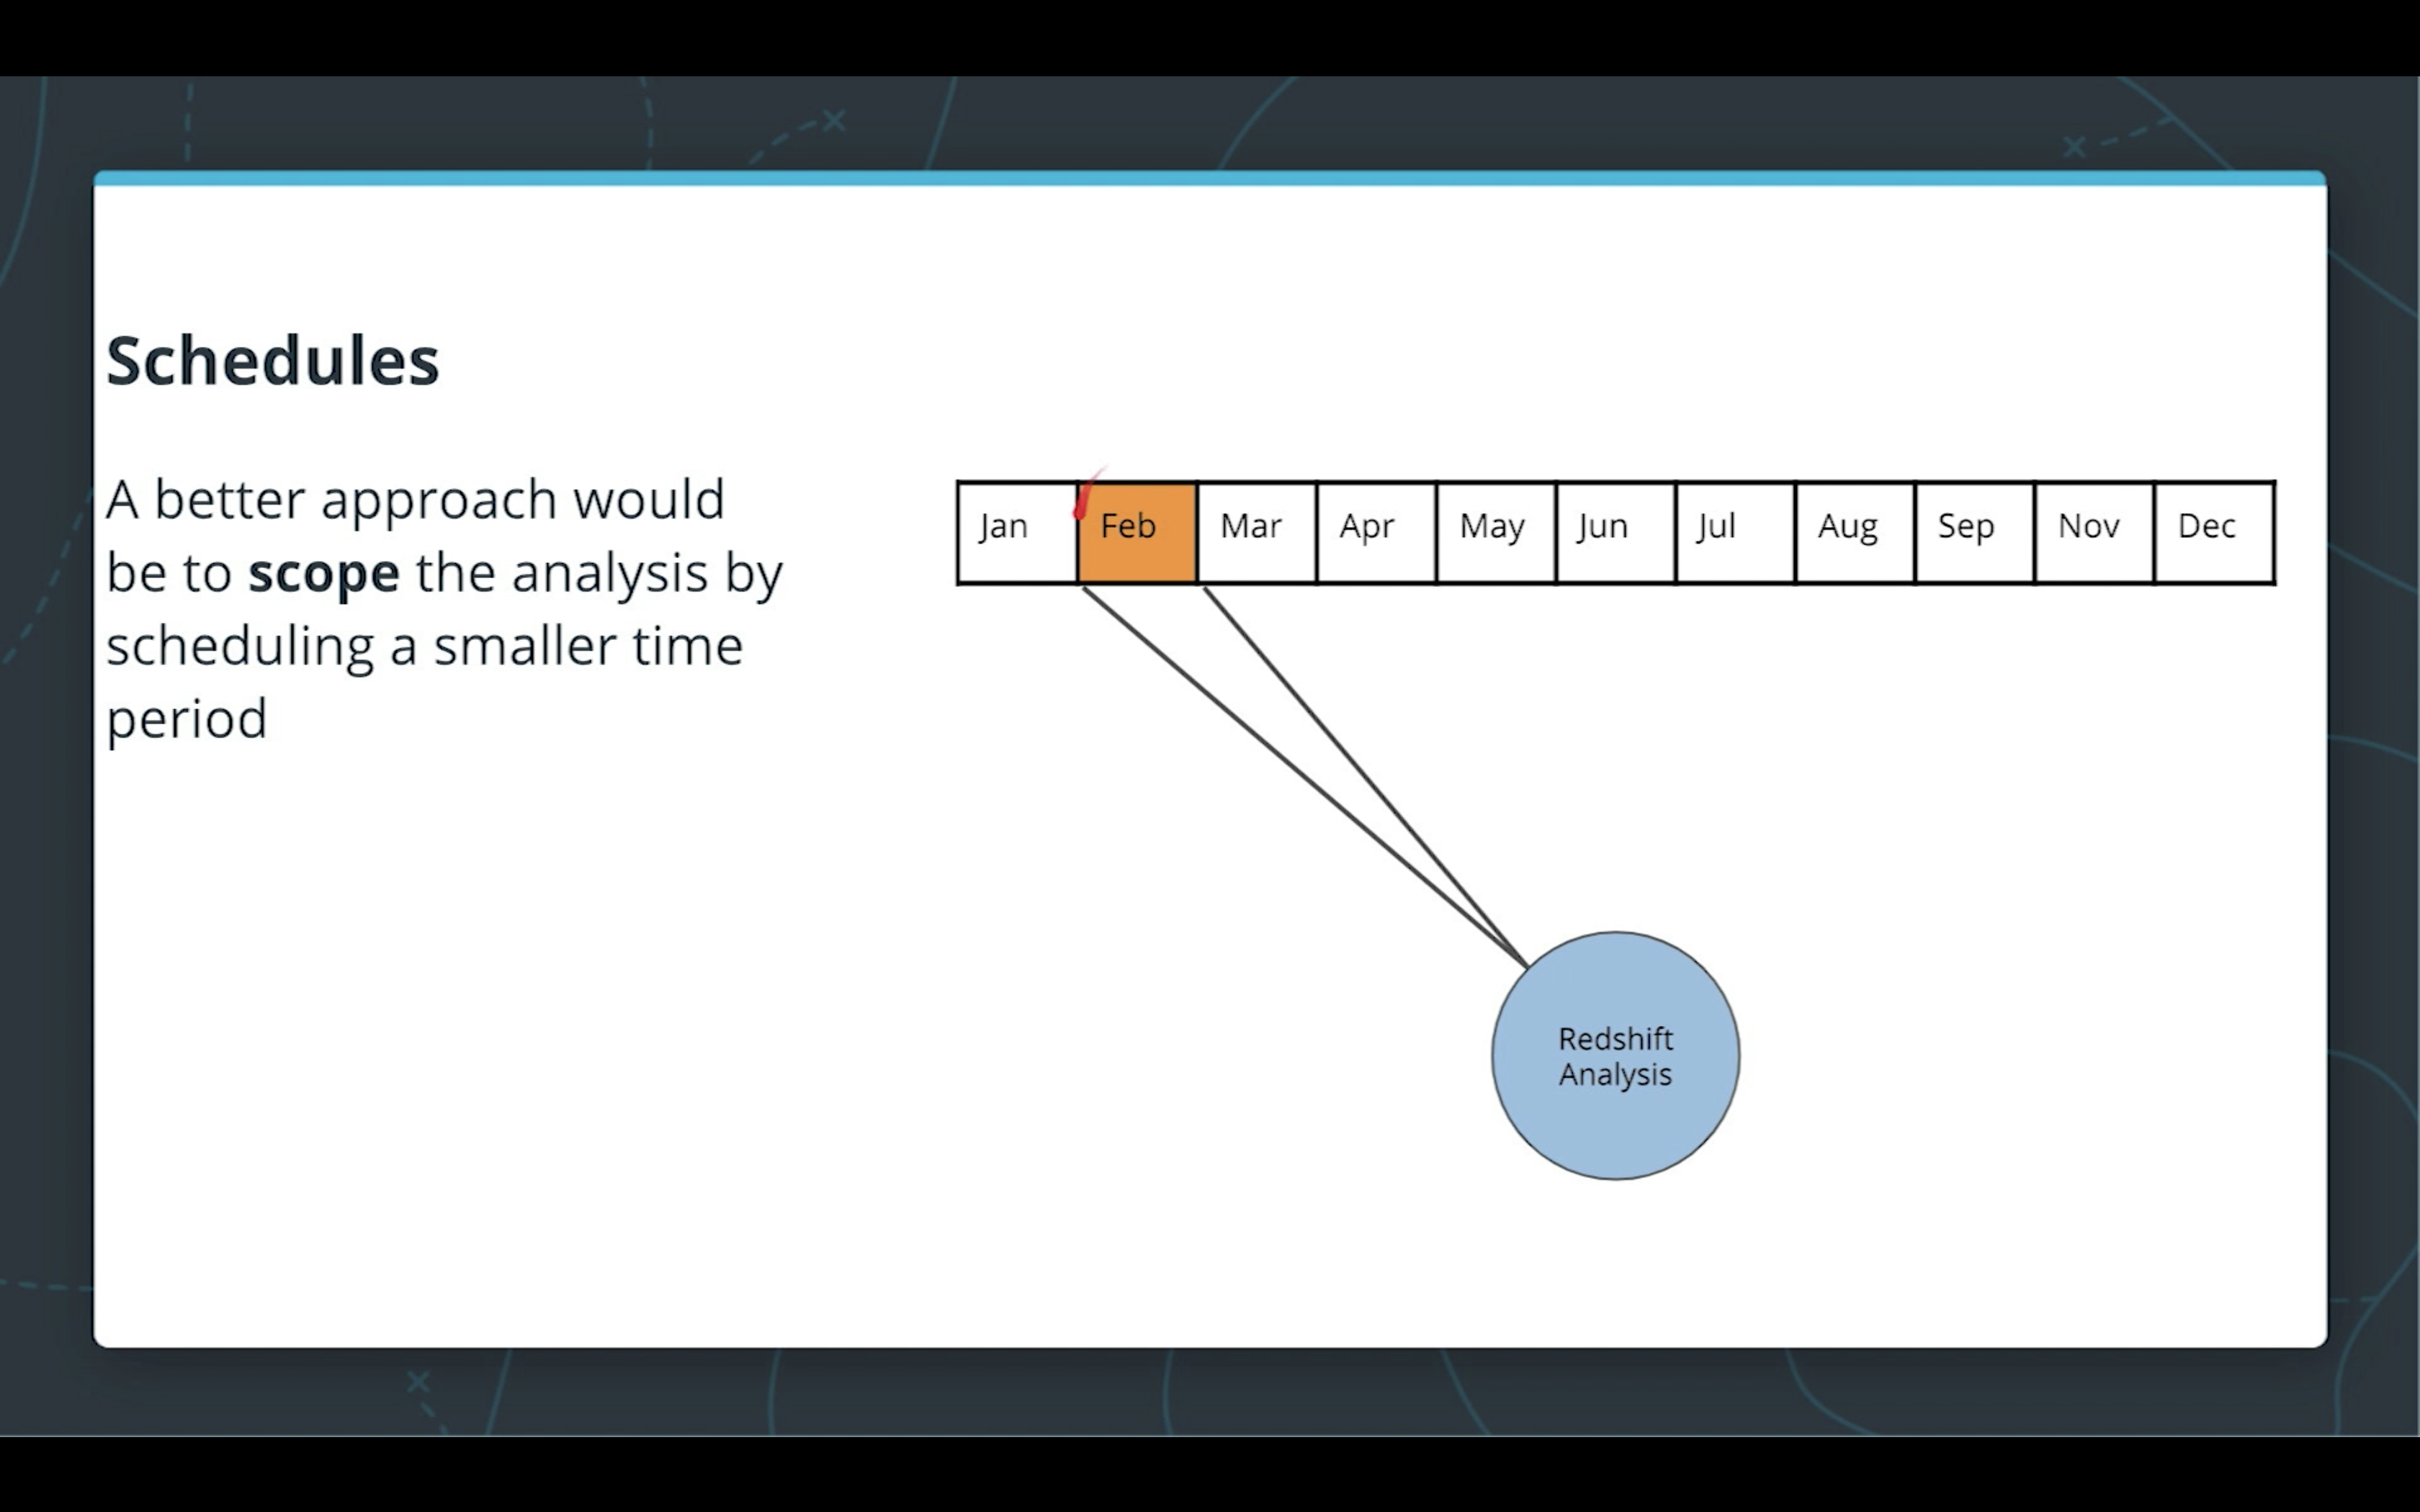 Schedules
A better approach would
be to scope the analysis by
scheduling a smaller time
period
Jan Feb Mar Apr May Jun Jul Aug Sep Nov Dec
Redshift
Analysis